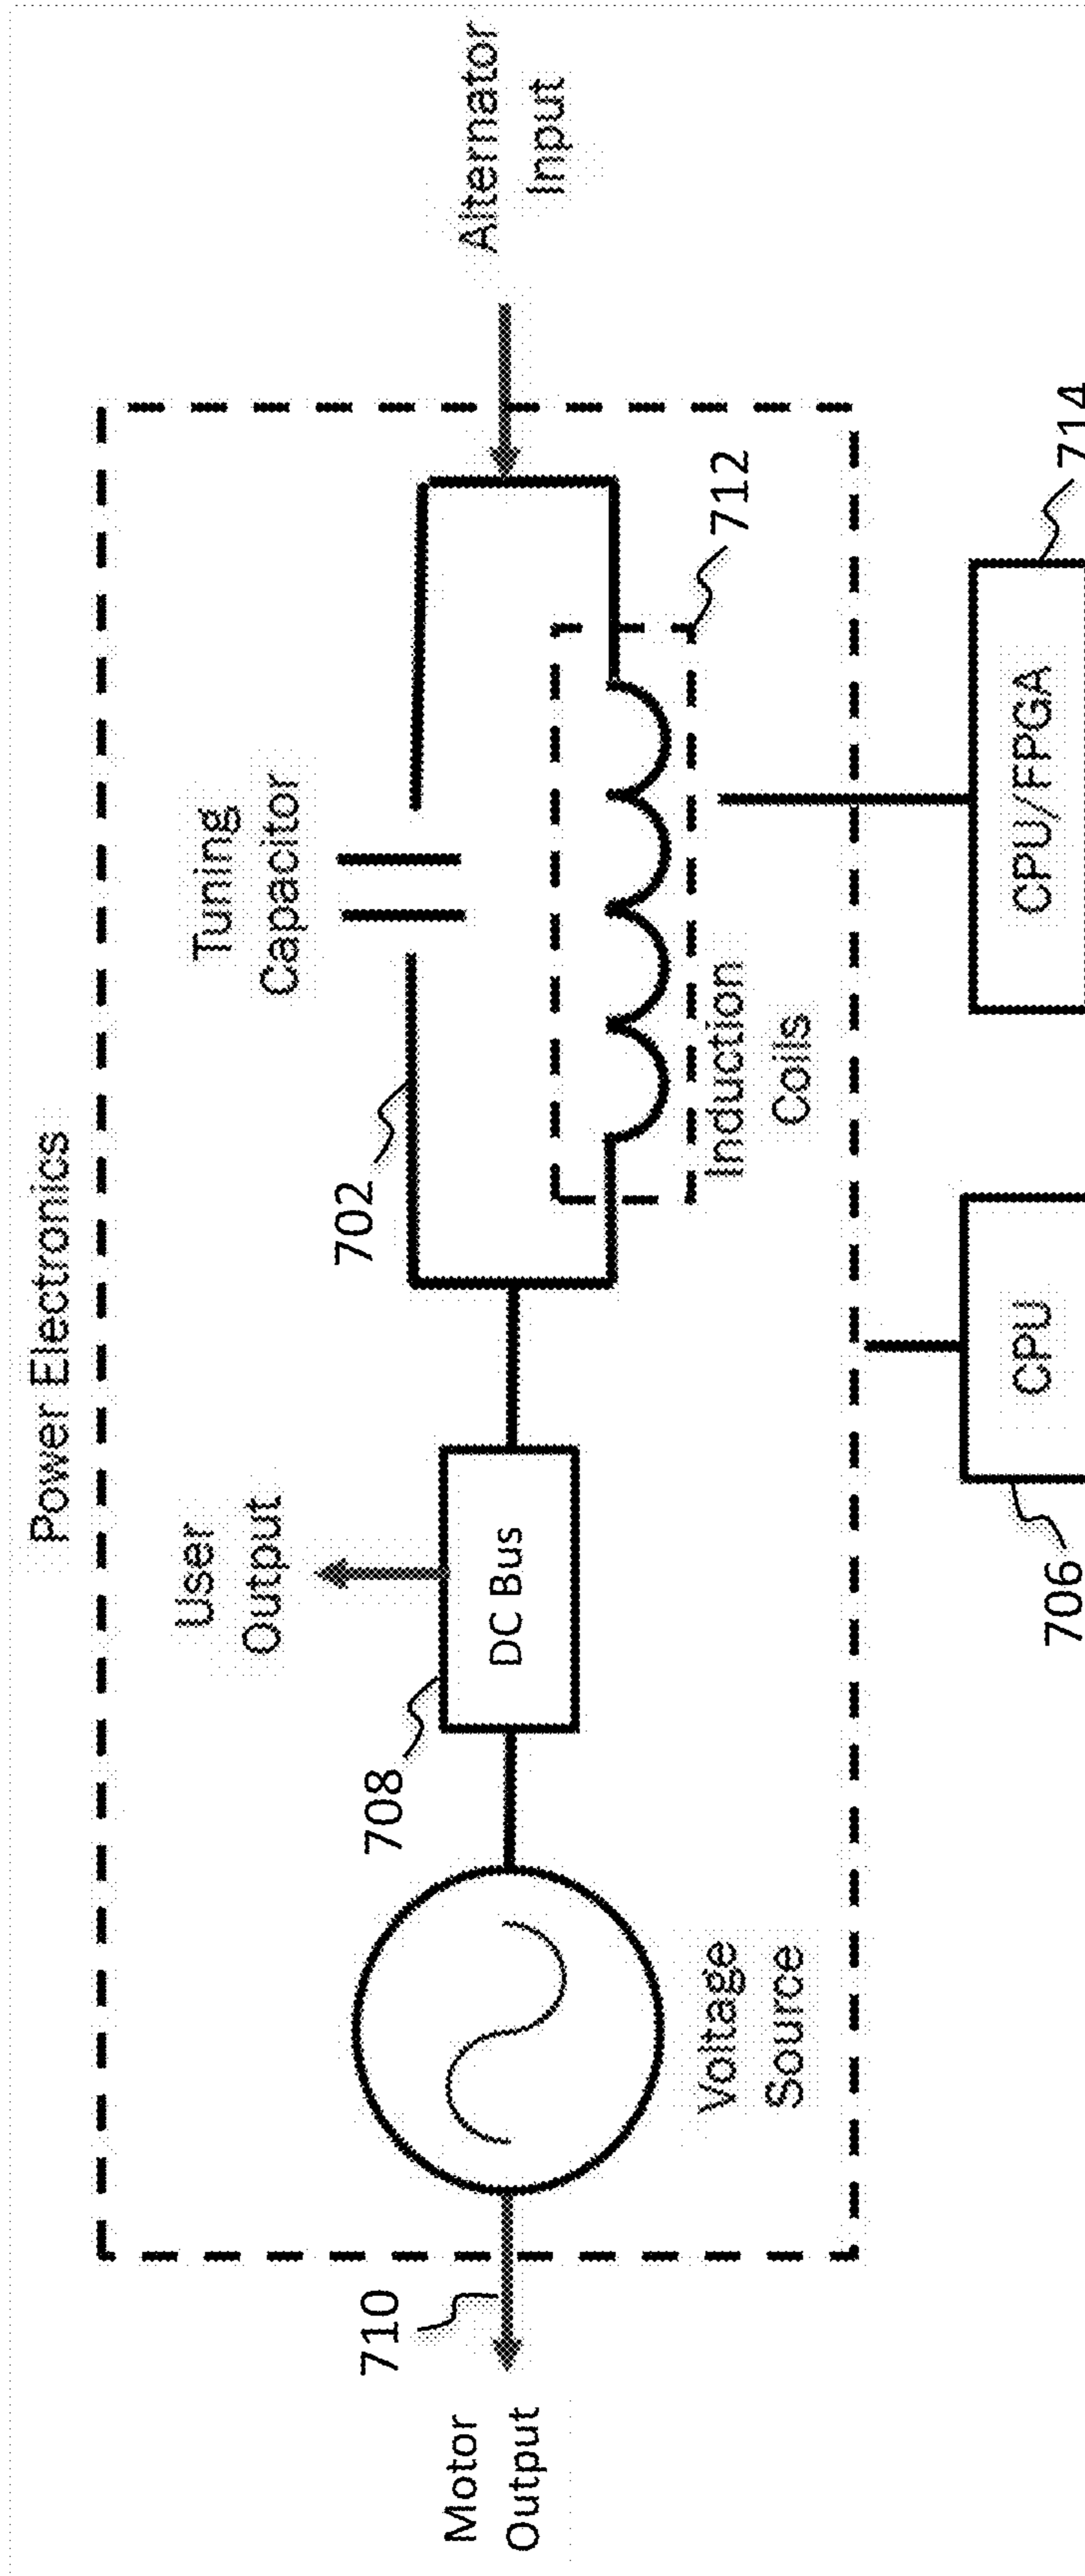 Power Electronics
User
Output
Tuning
Capacitor
702
708
710
Motor
Output
DC Bus
Alternator
Input
Voltage
Source
Induction
Coils
712
706
CPU
CPU/FPGA
714